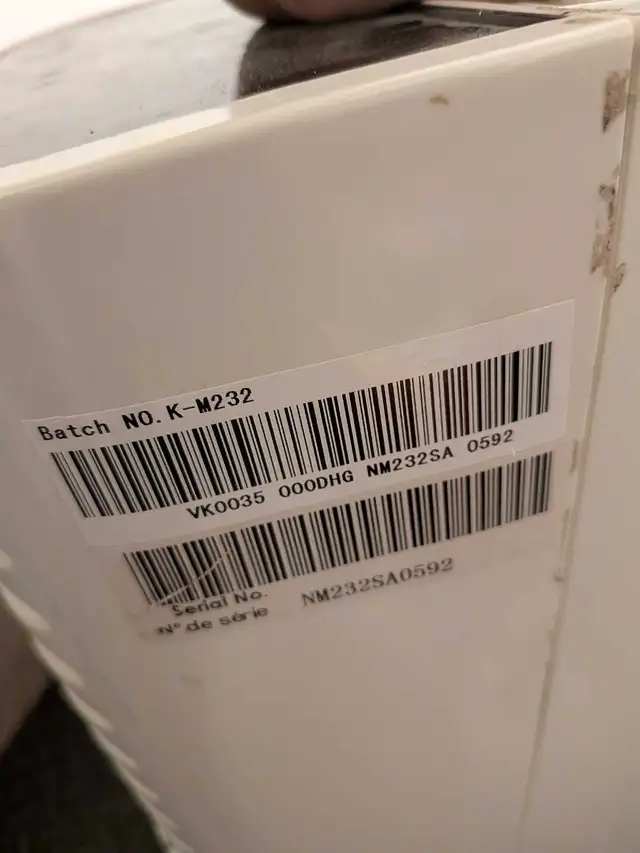 Batch NO. K-M232
VK0035 000DHG NM232SA 0592
Serial No.
N° de série NM232SA0592